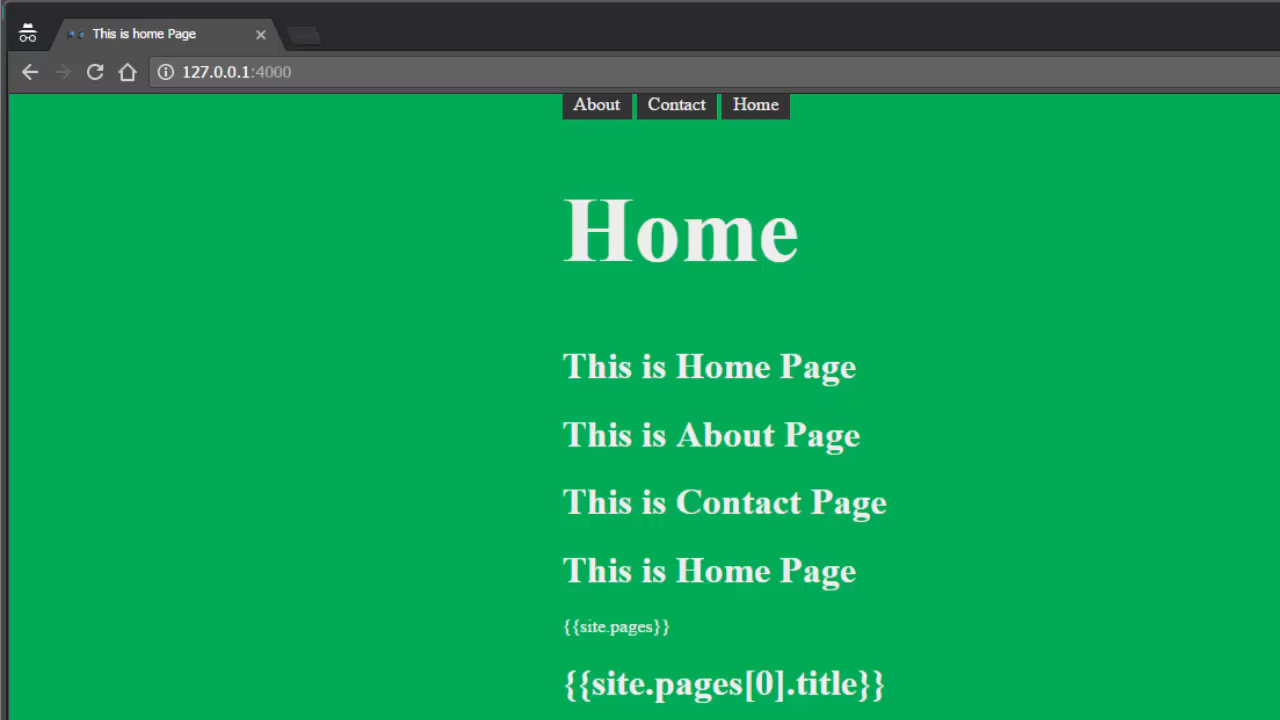 This is home Page
127.0.0.1:4000
About Contact Home
Home
This is Home Page
This is About Page
This is Contact Page
This is Home Page
{{site.pages}}
{{site.pages[0].title}}